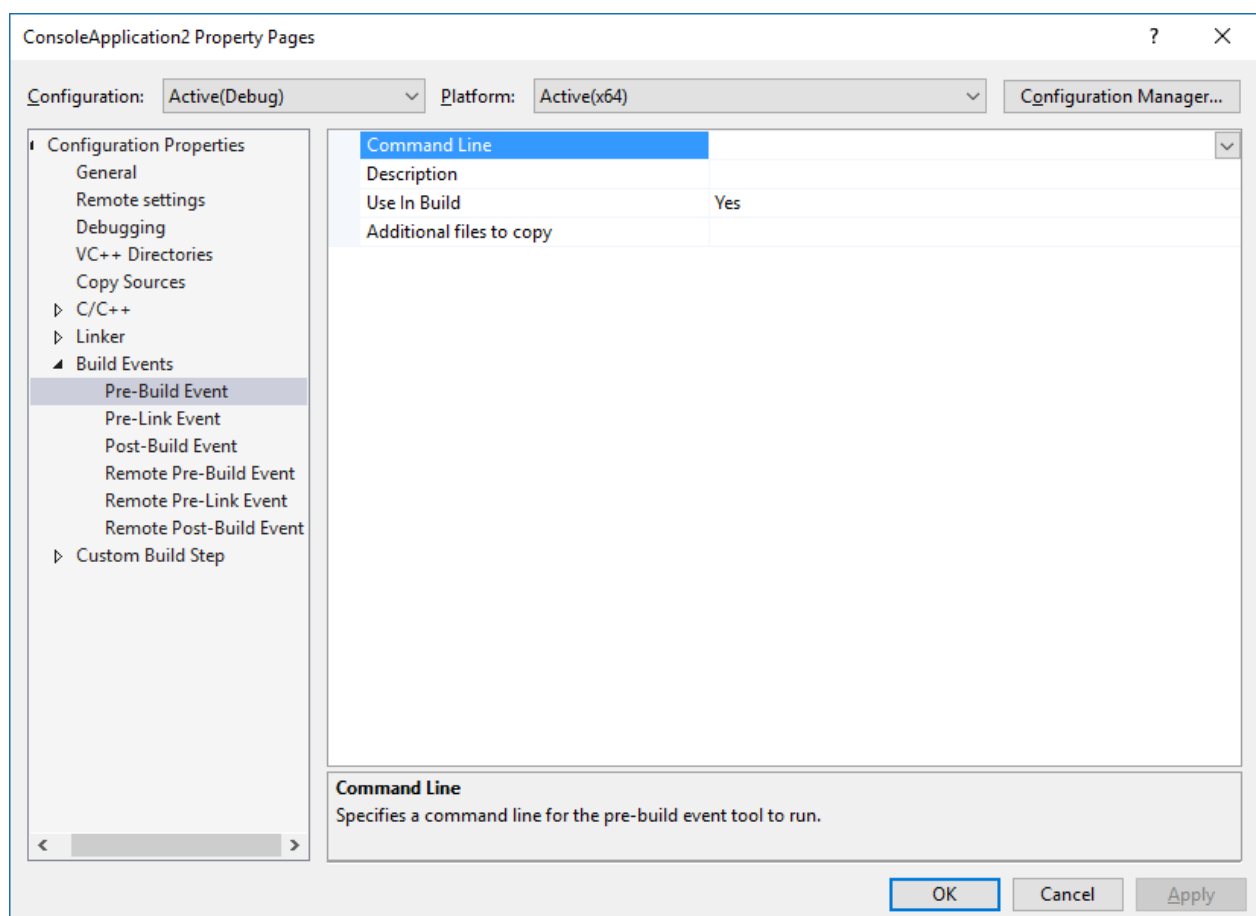 ConsoleApplication2 Property Pages
?
Configuration: Active(Debug) Platform: Active(x64) Configuration Manager...
Configuration Properties
General
Remote settings
Debugging
VC++ Directories
Copy Sources
C/C++
Linker
Build Events
Pre-Build Event
Pre-Link Event
Post-Build Event
Remote Pre-Build Event
Remote Pre-Link Event
Remote Post-Build Event
Custom Build Step
Command Line
Description
Use In Build Yes
Additional files to copy
Command Line
Specifies a command line for the pre-build event tool to run.
OK Cancel Apply